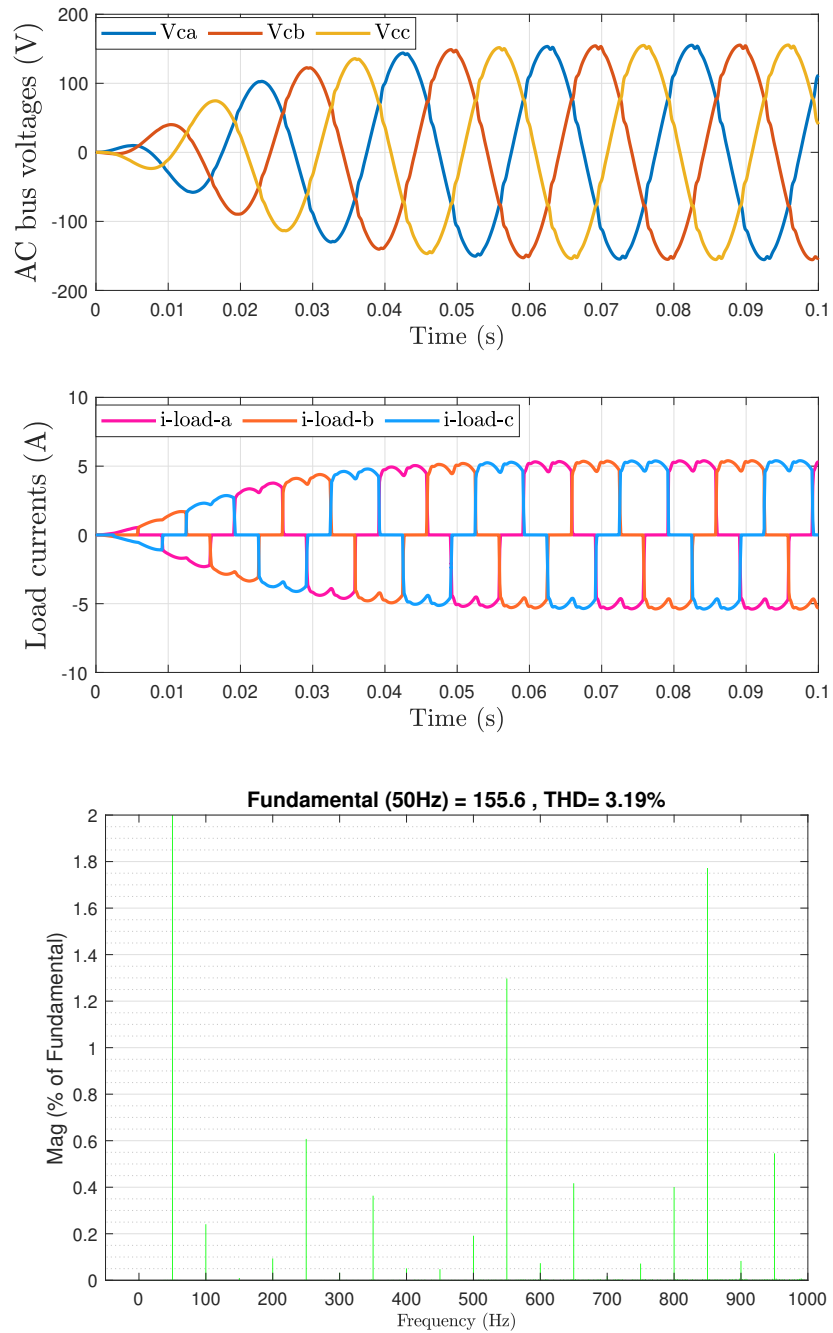 AC bus voltages (V)
Vca Vcb Vcc
200
100
0
-100
-200
0 0.01 0.02 0.03 0.04 0.05 0.06 0.07 0.08 0.09 0.1
Time (s)
Load currents (A)
i-load-a i-load-b i-load-c
10
5
0
-5
-10
0 0.01 0.02 0.03 0.04 0.05 0.06 0.07 0.08 0.09 0.1
Time (s)
Fundamental (50Hz) = 155.6 , THD= 3.19%
Mag (% of Fundamental)
2
1.8
1.6
1.4
1.2
1
0.8
0.6
0.4
0.2
0
0 100 200 300 400 500 600 700 800 900 1000
Frequency (Hz)